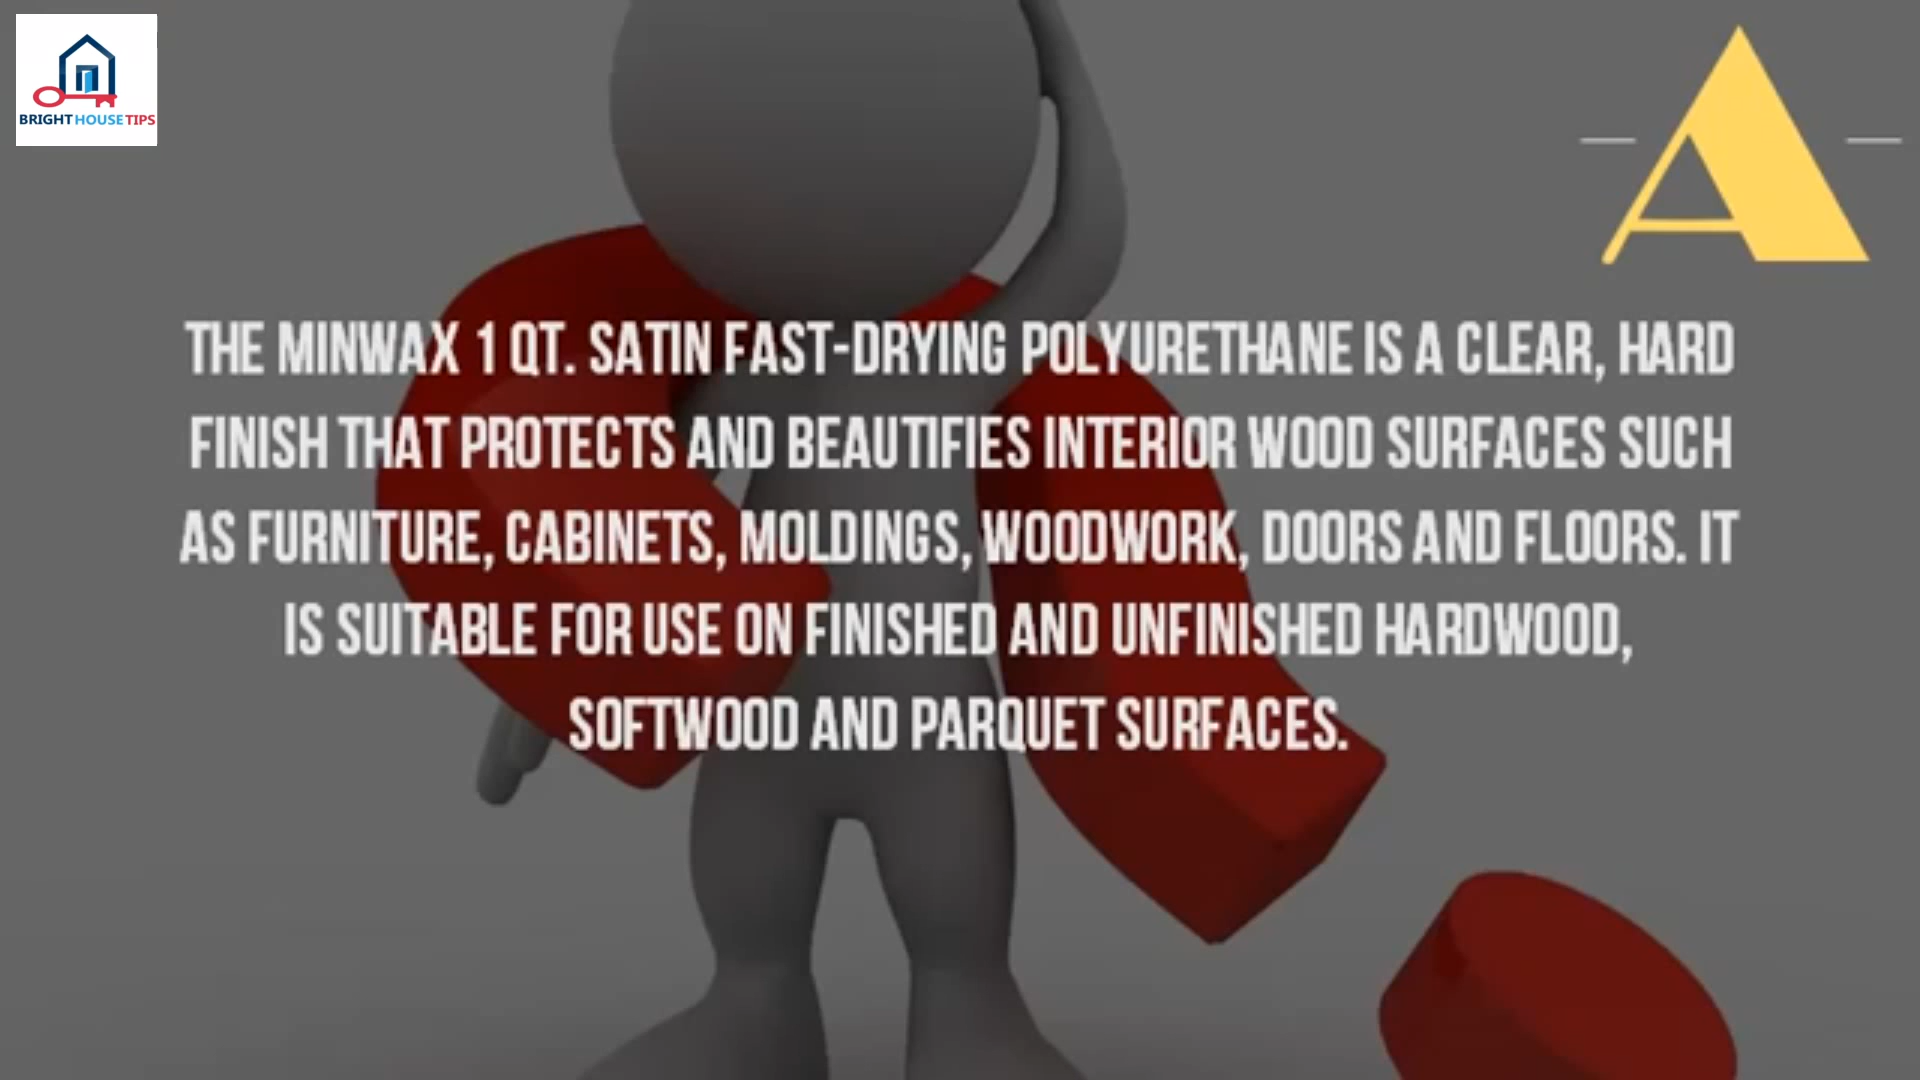 BRIGHT HOUSE TIPS
A
THE MINWAX 1 QT. SATIN FAST-DRYING POLYURETHANE IS A CLEAR, HARD
FINISH THAT PROTECTS AND BEAUTIFIES INTERIOR WOOD SURFACES SUCH
AS FURNITURE, CABINETS, MOLDINGS, WOODWORK, DOORS AND FLOORS. IT
IS SUITABLE FOR USE ON FINISHED AND UNFINISHED HARDWOOD,
SOFTWOOD AND PARQUET SURFACES.